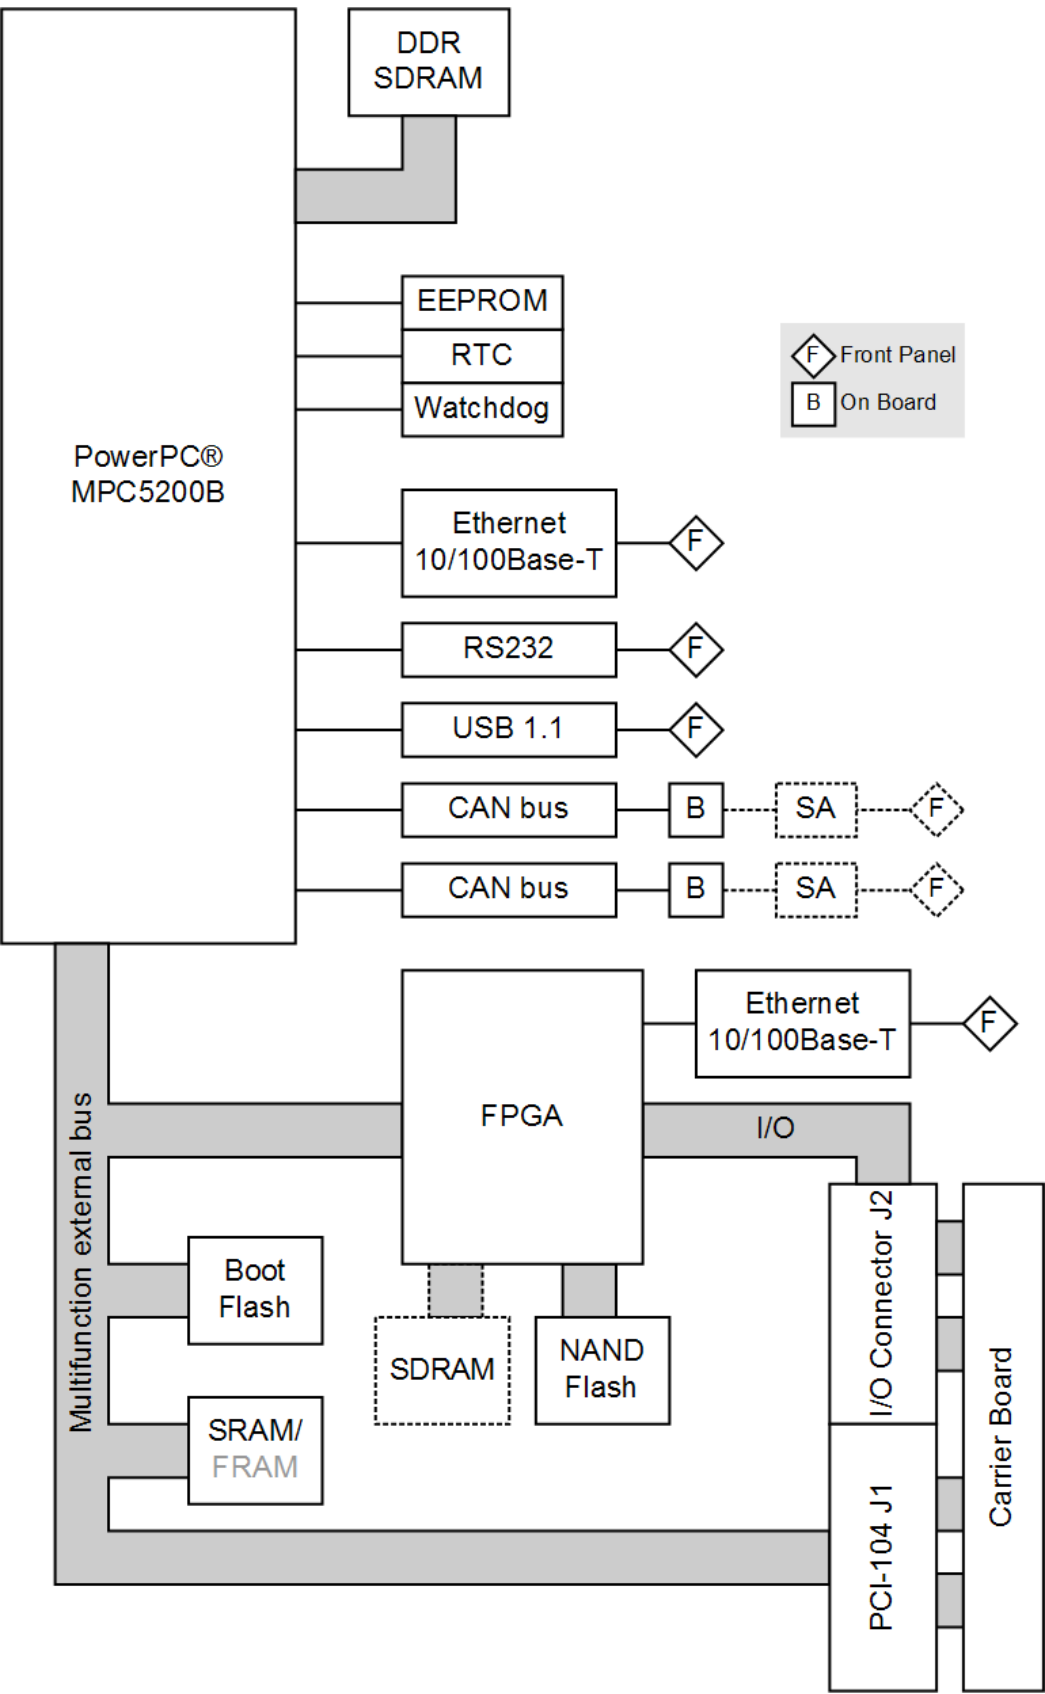 DDR
SDRAM
EEPROM
RTC
Watchdog
F Front Panel
B On Board
PowerPC®
MPC5200B
Ethernet
10/100Base-T
F
RS232
F
USB 1.1
F
CAN bus
B
SA
F
CAN bus
B
SA
F
Ethernet
10/100Base-T
F
FPGA
I/O
Multifunction external bus
Boot
Flash
SDRAM
NAND
Flash
SRAM/
FRAM
I/O Connector J2
PCI-104 J1
Carrier Board